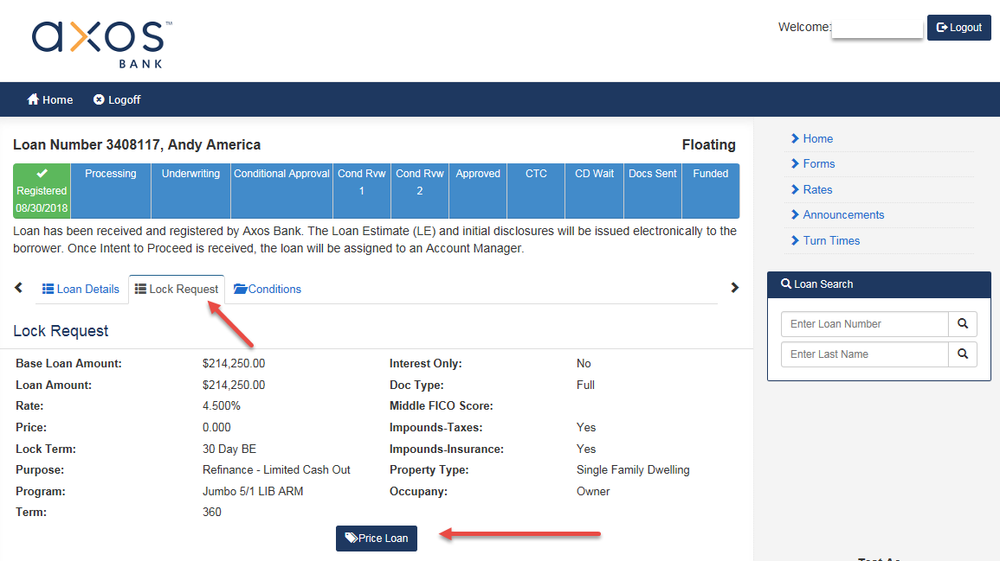 axos™
BANK
Welcome:
Logout
Home
Logoff
Loan Number 3408117, Andy America
Floating
Registered
08/30/2018
Processing
Underwriting
Conditional Approval
Cond Rvw
1
Cond Rvw
2
Approved
CTC
CD Wait
Docs Sent
Funded
Loan has been received and registered by Axos Bank. The Loan Estimate (LE) and initial disclosures will be issued electronically to the
borrower. Once Intent to Proceed is received, the loan will be assigned to an Account Manager.
Loan Details
Lock Request
Conditions
Lock Request
Base Loan Amount: $214,250.00 Interest Only: No
Loan Amount: $214,250.00 Doc Type: Full
Rate: 4.500% Middle FICO Score:
Price: 0.000 Impounds-Taxes: Yes
Lock Term: 30 Day BE Impounds-Insurance: Yes
Purpose: Refinance - Limited Cash Out Property Type: Single Family Dwelling
Program: Jumbo 5/1 LIB ARM Occupany: Owner
Term: 360
Price Loan
Home
Forms
Rates
Announcements
Turn Times
Loan Search
Enter Loan Number
Enter Last Name